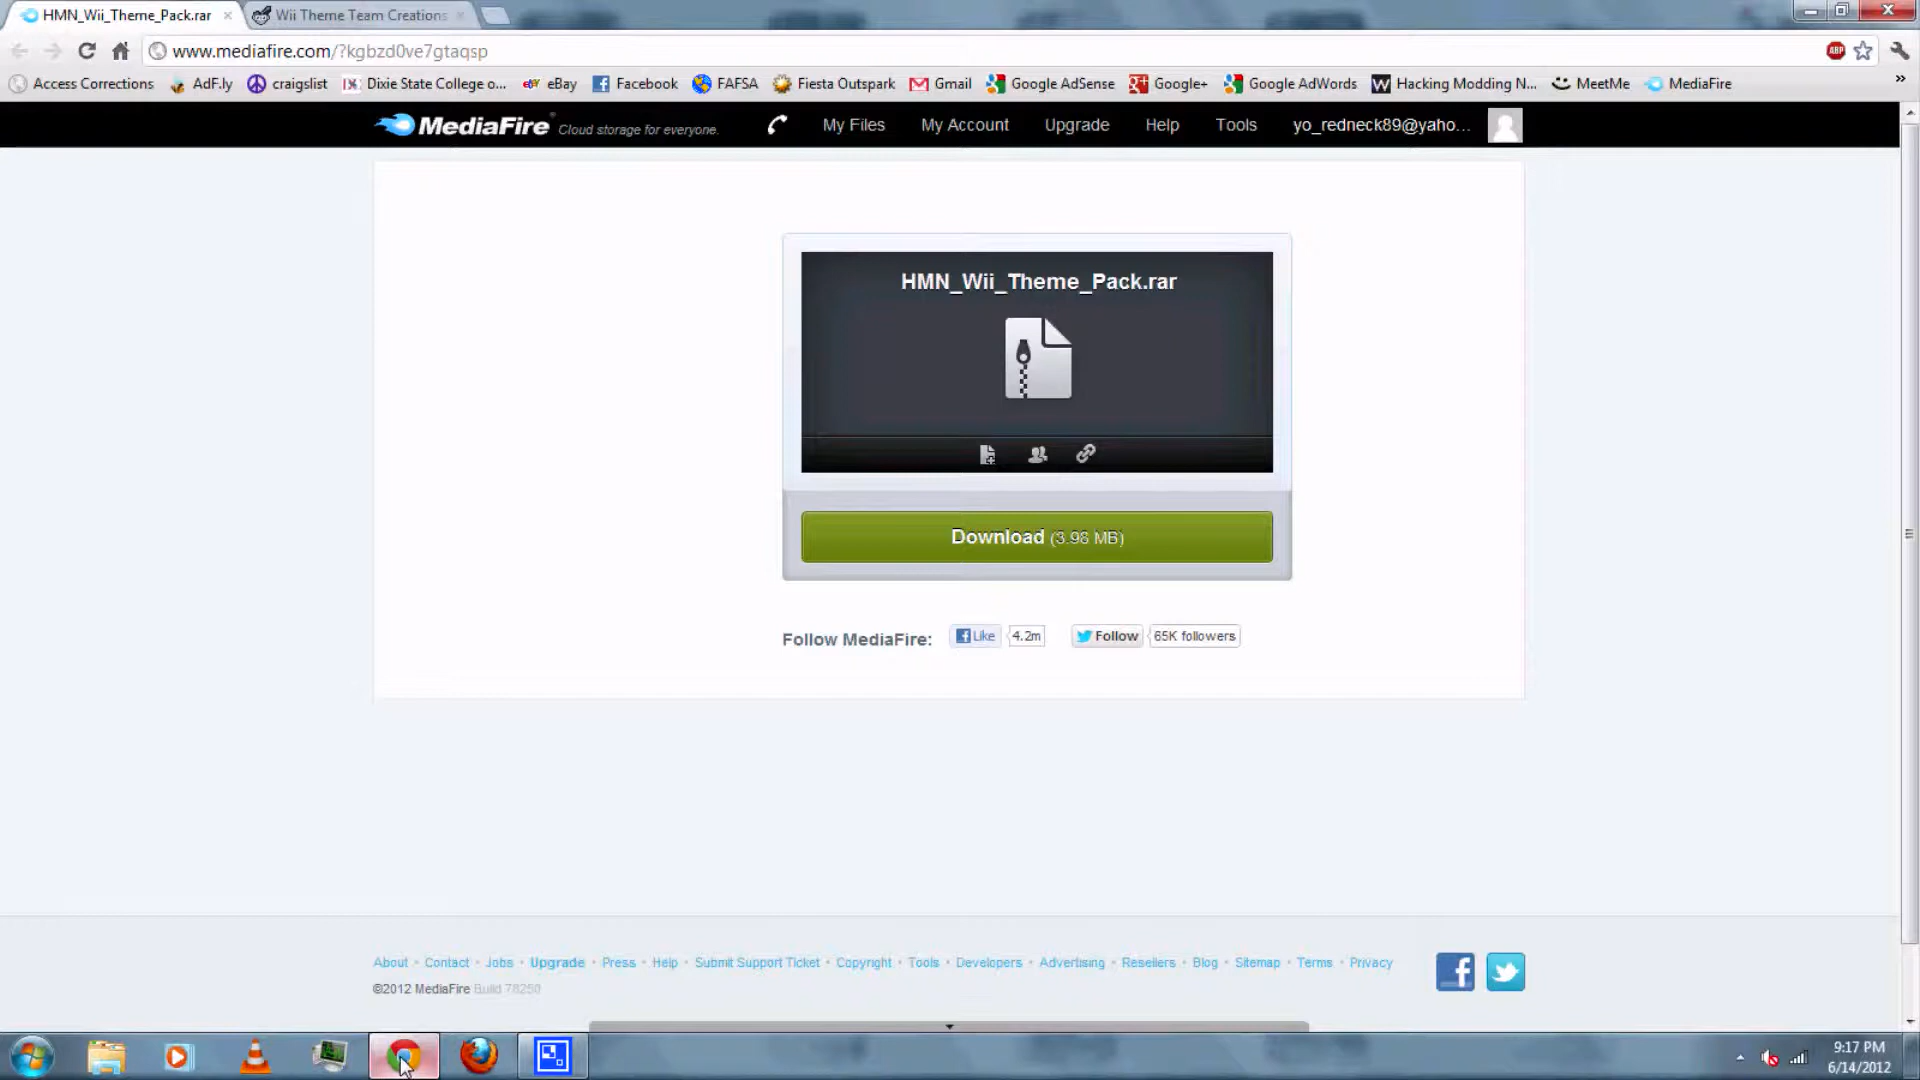 HMN_Wii_Theme_Pack.rar
Wii Theme Team Creations
www.mediafire.com/?kgbzd0ve7gtaqsp
ABP
Access Corrections AdF.ly craigslist Dixie State College o... eBay Facebook FAFSA Fiesta Outspark Gmail Google AdSense Google+ Google AdWords Hacking Modding N... MeetMe MediaFire »
MediaFire Cloud storage for everyone. My Files My Account Upgrade Help Tools yo_redneck89@yaho...
HMN_Wii_Theme_Pack.rar
Download (3.98 MB)
Follow MediaFire: Like 4.2m Follow 65K followers
About • Contact • Jobs • Upgrade • Press • Help • Submit Support Ticket • Copyright • Tools • Developers • Advertising • Resellers • Blog • Sitemap • Terms • Privacy
©2012 MediaFire Build 78250
9:17 PM
6/14/2012